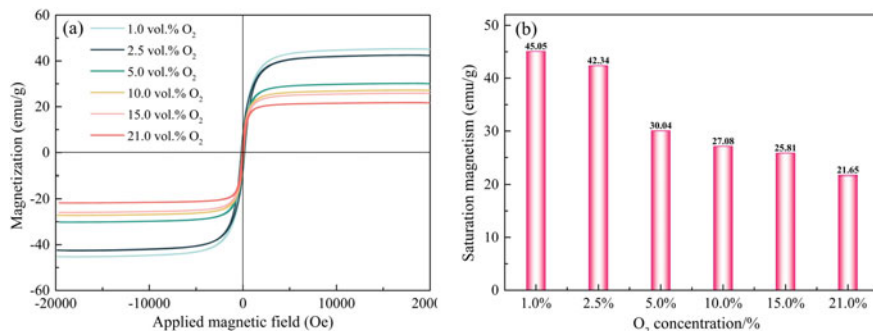 (a)
1.0 vol.% O₂
2.5 vol.% O₂
5.0 vol.% O₂
10.0 vol.% O₂
15.0 vol.% O₂
21.0 vol.% O₂
Magnetization (emu/g)
60
40
20
0
-20
-40
-60
-20000
-10000
0
10000
2000
Applied magnetic field (Oe)
(b)
Saturation magnetism (emu/g)
50
40
30
20
10
0
45.05
42.34
30.04
27.08
25.81
21.65
1.0%
2.5%
5.0%
10.0%
15.0%
21.0%
O₂ concentration/%